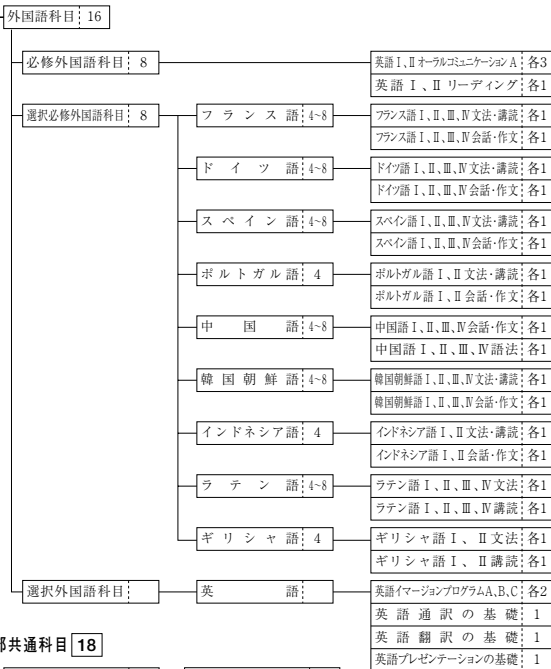 外国語科目 16
必修外国語科目 8
英語Ⅰ、Ⅱオーラルコミュニケーション A 各3
英語Ⅰ、Ⅱ リーディング 各1
選択必修外国語科目 8
フランス語 4~8
フランス語Ⅰ、Ⅱ、Ⅲ、Ⅳ文法・講読 各1
フランス語Ⅰ、Ⅱ、Ⅲ、Ⅳ会話・作文 各1
ドイツ語 4~8
ドイツ語Ⅰ、Ⅱ、Ⅲ、Ⅳ文法・講読 各1
ドイツ語Ⅰ、Ⅱ、Ⅲ、Ⅳ会話・作文 各1
スペイン語 4~8
スペイン語Ⅰ、Ⅱ、Ⅲ、Ⅳ文法・講読 各1
スペイン語Ⅰ、Ⅱ、Ⅲ、Ⅳ会話・作文 各1
ポルトガル語 4
ポルトガル語Ⅰ、Ⅱ文法・講読 各1
ポルトガル語Ⅰ、Ⅱ会話・作文 各1
中国語 4~8
中国語Ⅰ、Ⅱ、Ⅲ、Ⅳ会話・作文 各1
中国語Ⅰ、Ⅱ、Ⅲ、Ⅳ語法 各1
韓国朝鮮語 4~8
韓国朝鮮語Ⅰ、Ⅱ、Ⅲ、Ⅳ文法・講読 各1
韓国朝鮮語Ⅰ、Ⅱ、Ⅲ、Ⅳ会話・作文 各1
インドネシア語 4
インドネシア語Ⅰ、Ⅱ文法・講読 各1
インドネシア語Ⅰ、Ⅱ会話・作文 各1
ラテン語 4~8
ラテン語Ⅰ、Ⅱ、Ⅲ、Ⅳ文法 各1
ラテン語Ⅰ、Ⅱ、Ⅲ、Ⅳ講読 各1
ギリシャ語 4
ギリシャ語Ⅰ、Ⅱ文法 各1
ギリシャ語Ⅰ、Ⅱ講読 各1
選択外国語科目
英語
英語イマージョンプログラムA、B、C 各2
英語通訳の基礎 1
英語翻訳の基礎 1
英語プレゼンテーションの基礎 1
部共通科目 18